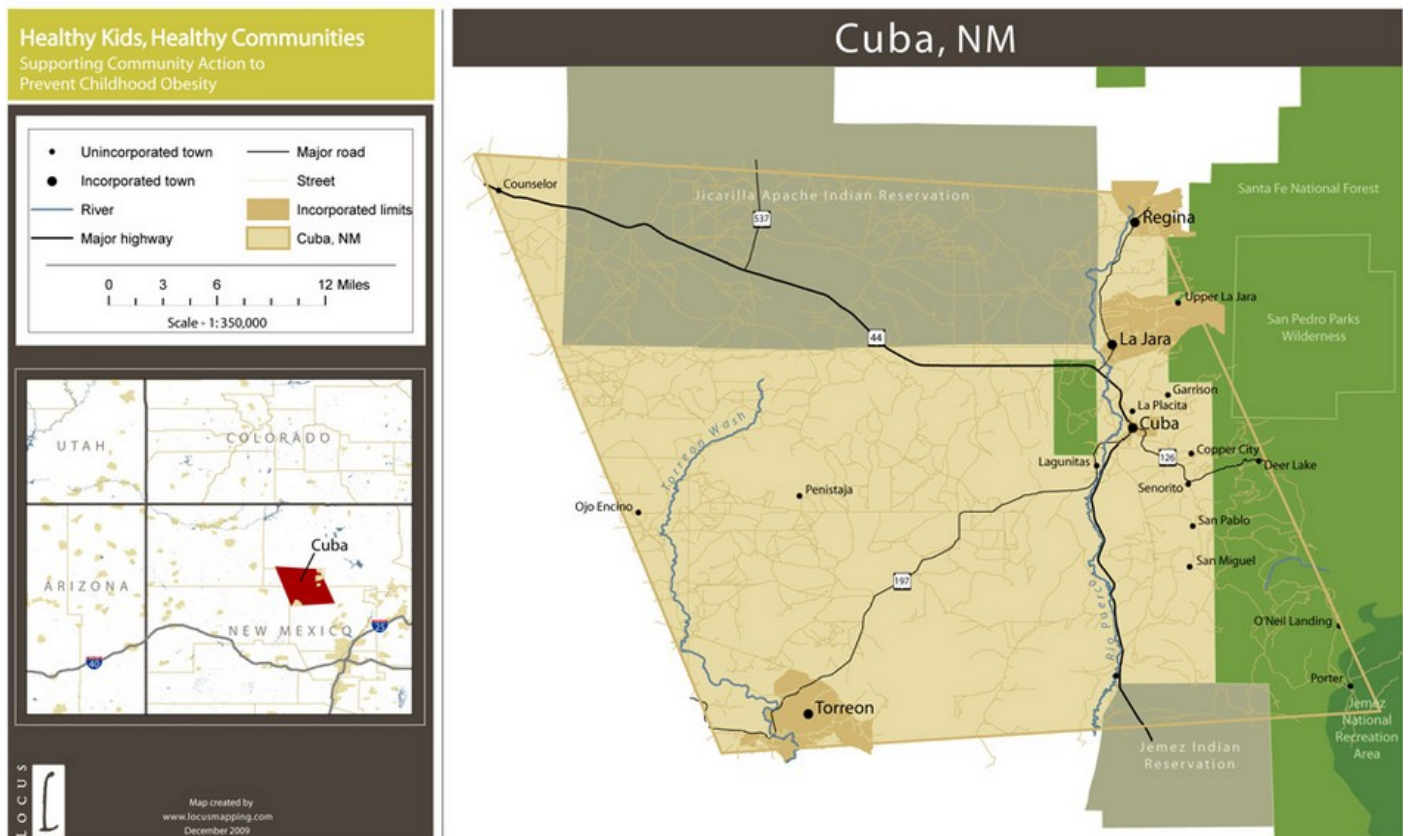 Healthy Kids, Healthy Communities
Supporting Community Action to
Prevent Childhood Obesity
Unincorporated town
Incorporated town
River
Major highway
Major road
Street
Incorporated limits
Cuba, NM
0 3 6 12 Miles
Scale - 1:350,000
UTAH
COLORADO
Cuba
ARIZONA
NEW MEXICO
25
40
LOCUS
Map created by
www.locusmapping.com
December 2009
Cuba, NM
Counselor
Jicarilla Apache Indian Reservation
537
Santa Fe National Forest
Regina
Upper La Jara
San Pedro Parks
Wilderness
44
La Jara
Garrison
La Placita
Cuba
Torreon Wash
Copper City
126
Lagunitas
Deer Lake
Senorito
Penistaja
Ojo Encino
San Pablo
San Miguel
197
Rio Puerco
O'Neil Landing
Porter
Torreon
Jemez
National
Recreation
Area
Jemez Indian
Reservation